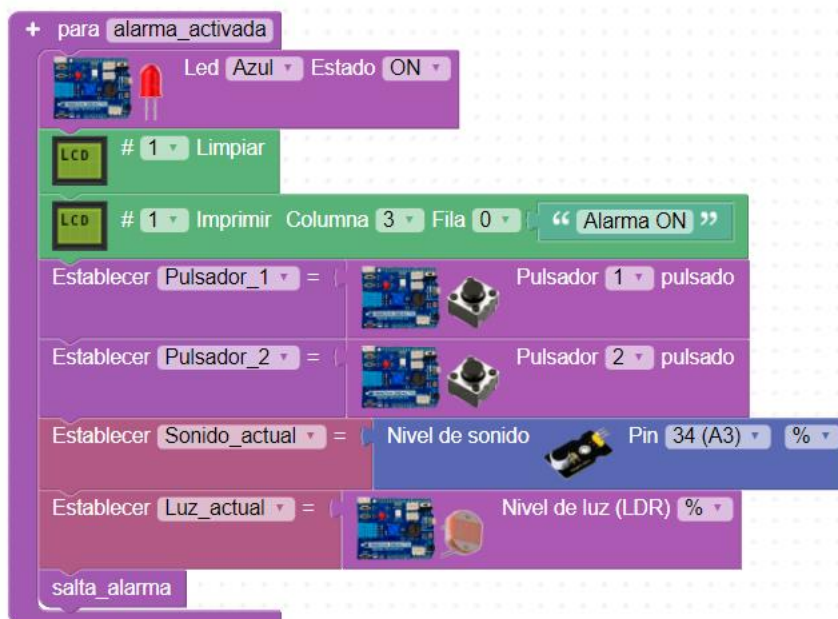 + para alarma_activada
Led Azul Estado ON
LCD # 1 Limpiar
LCD # 1 Imprimir Columna 3 Fila 0 “ Alarma ON ”
Establecer Pulsador_1 = Pulsador 1 pulsado
Establecer Pulsador_2 = Pulsador 2 pulsado
Establecer Sonido_actual = Nivel de sonido Pin 34 (A3) %
Establecer Luz_actual = Nivel de luz (LDR) %
salta_alarma